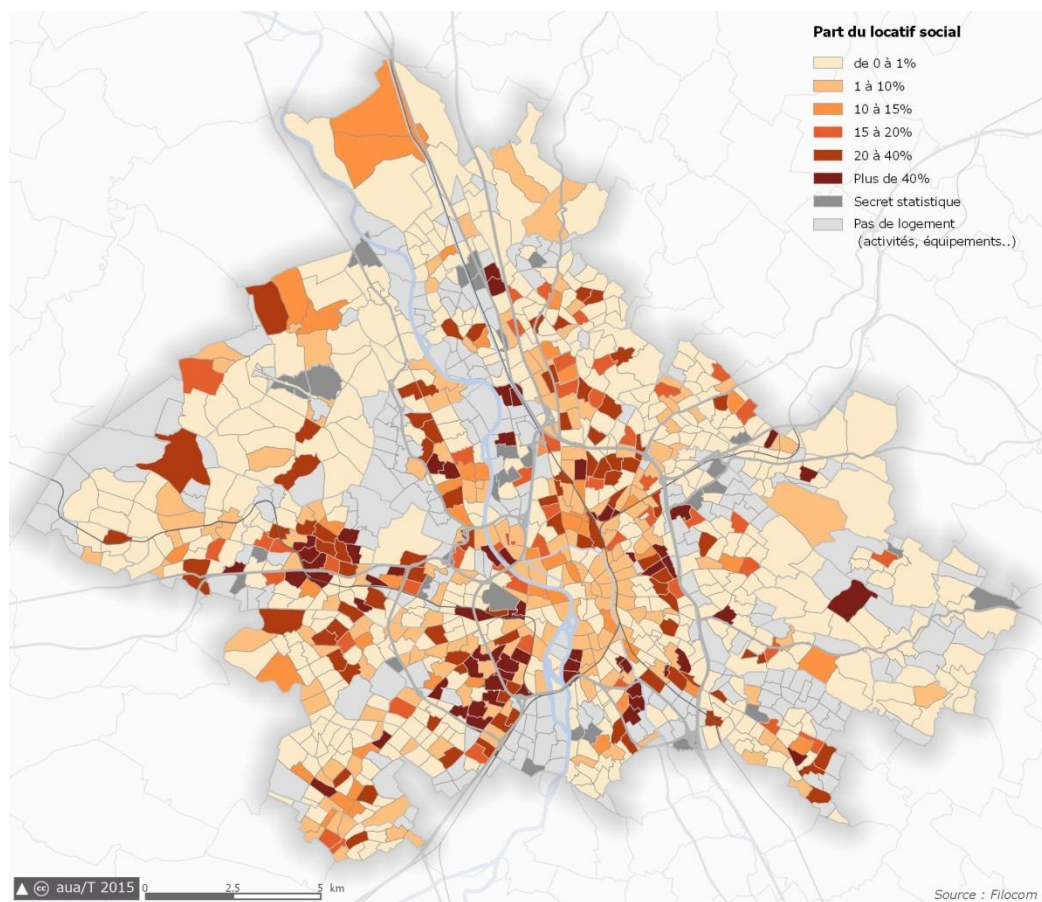 Part du locatif social
de 0 à 1%
1 à 10%
10 à 15%
15 à 20%
20 à 40%
Plus de 40%
Secret statistique
Pas de logement
(activités, équipements..)
cc aua/T 2015 0 2.5 5 km
Source : Filocom